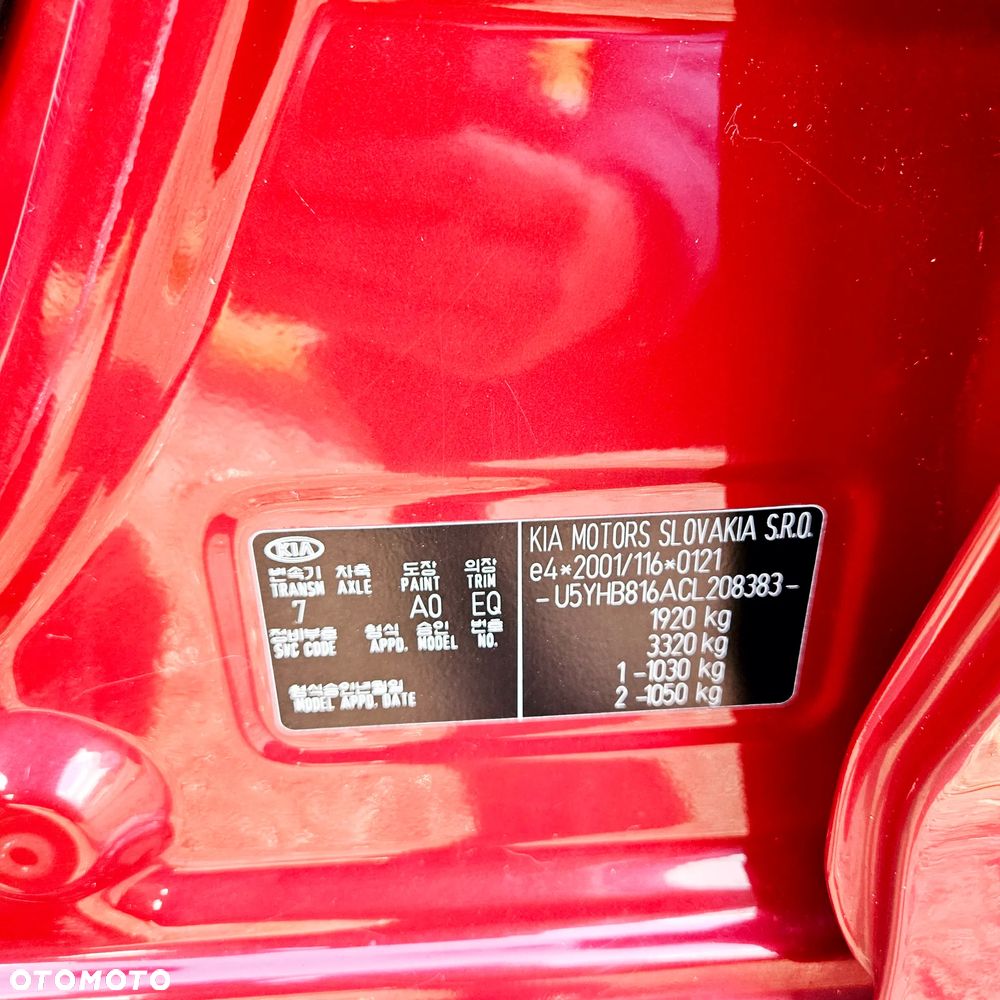 KIA
변속기 차축 도장 의장
TRANSM AXLE PAINT TRIM
7 A0 EQ
정비부호 형식 승인 번호
SVC CODE APPD. MODEL NO.
형식승인년월일
MODEL APPD. DATE
KIA MOTORS SLOVAKIA S.R.O.
e4*2001/116*0121
-U5YHB816ACL208383-
1920 kg
3320 kg
1-1030 kg
2-1050 kg
OTOMOTO